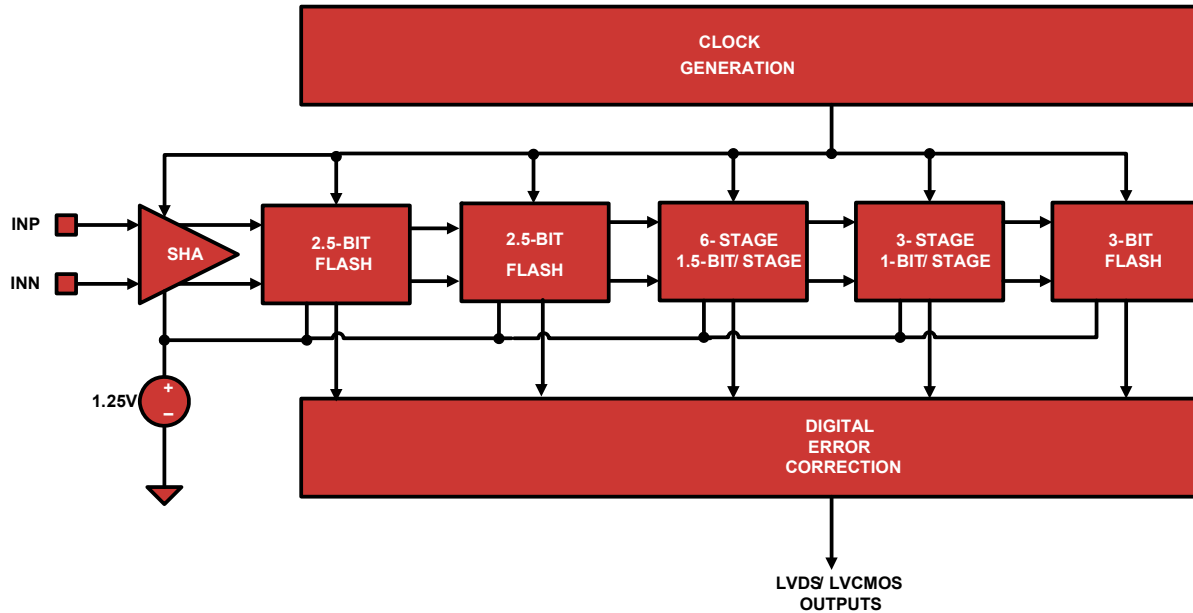 CLOCK
GENERATION
INP
INN
SHA
2.5-BIT
FLASH
2.5-BIT
FLASH
6- STAGE
1.5-BIT/ STAGE
3- STAGE
1-BIT/ STAGE
3-BIT
FLASH
1.25V
+
−
DIGITAL
ERROR
CORRECTION
LVDS/ LVCMOS
OUTPUTS